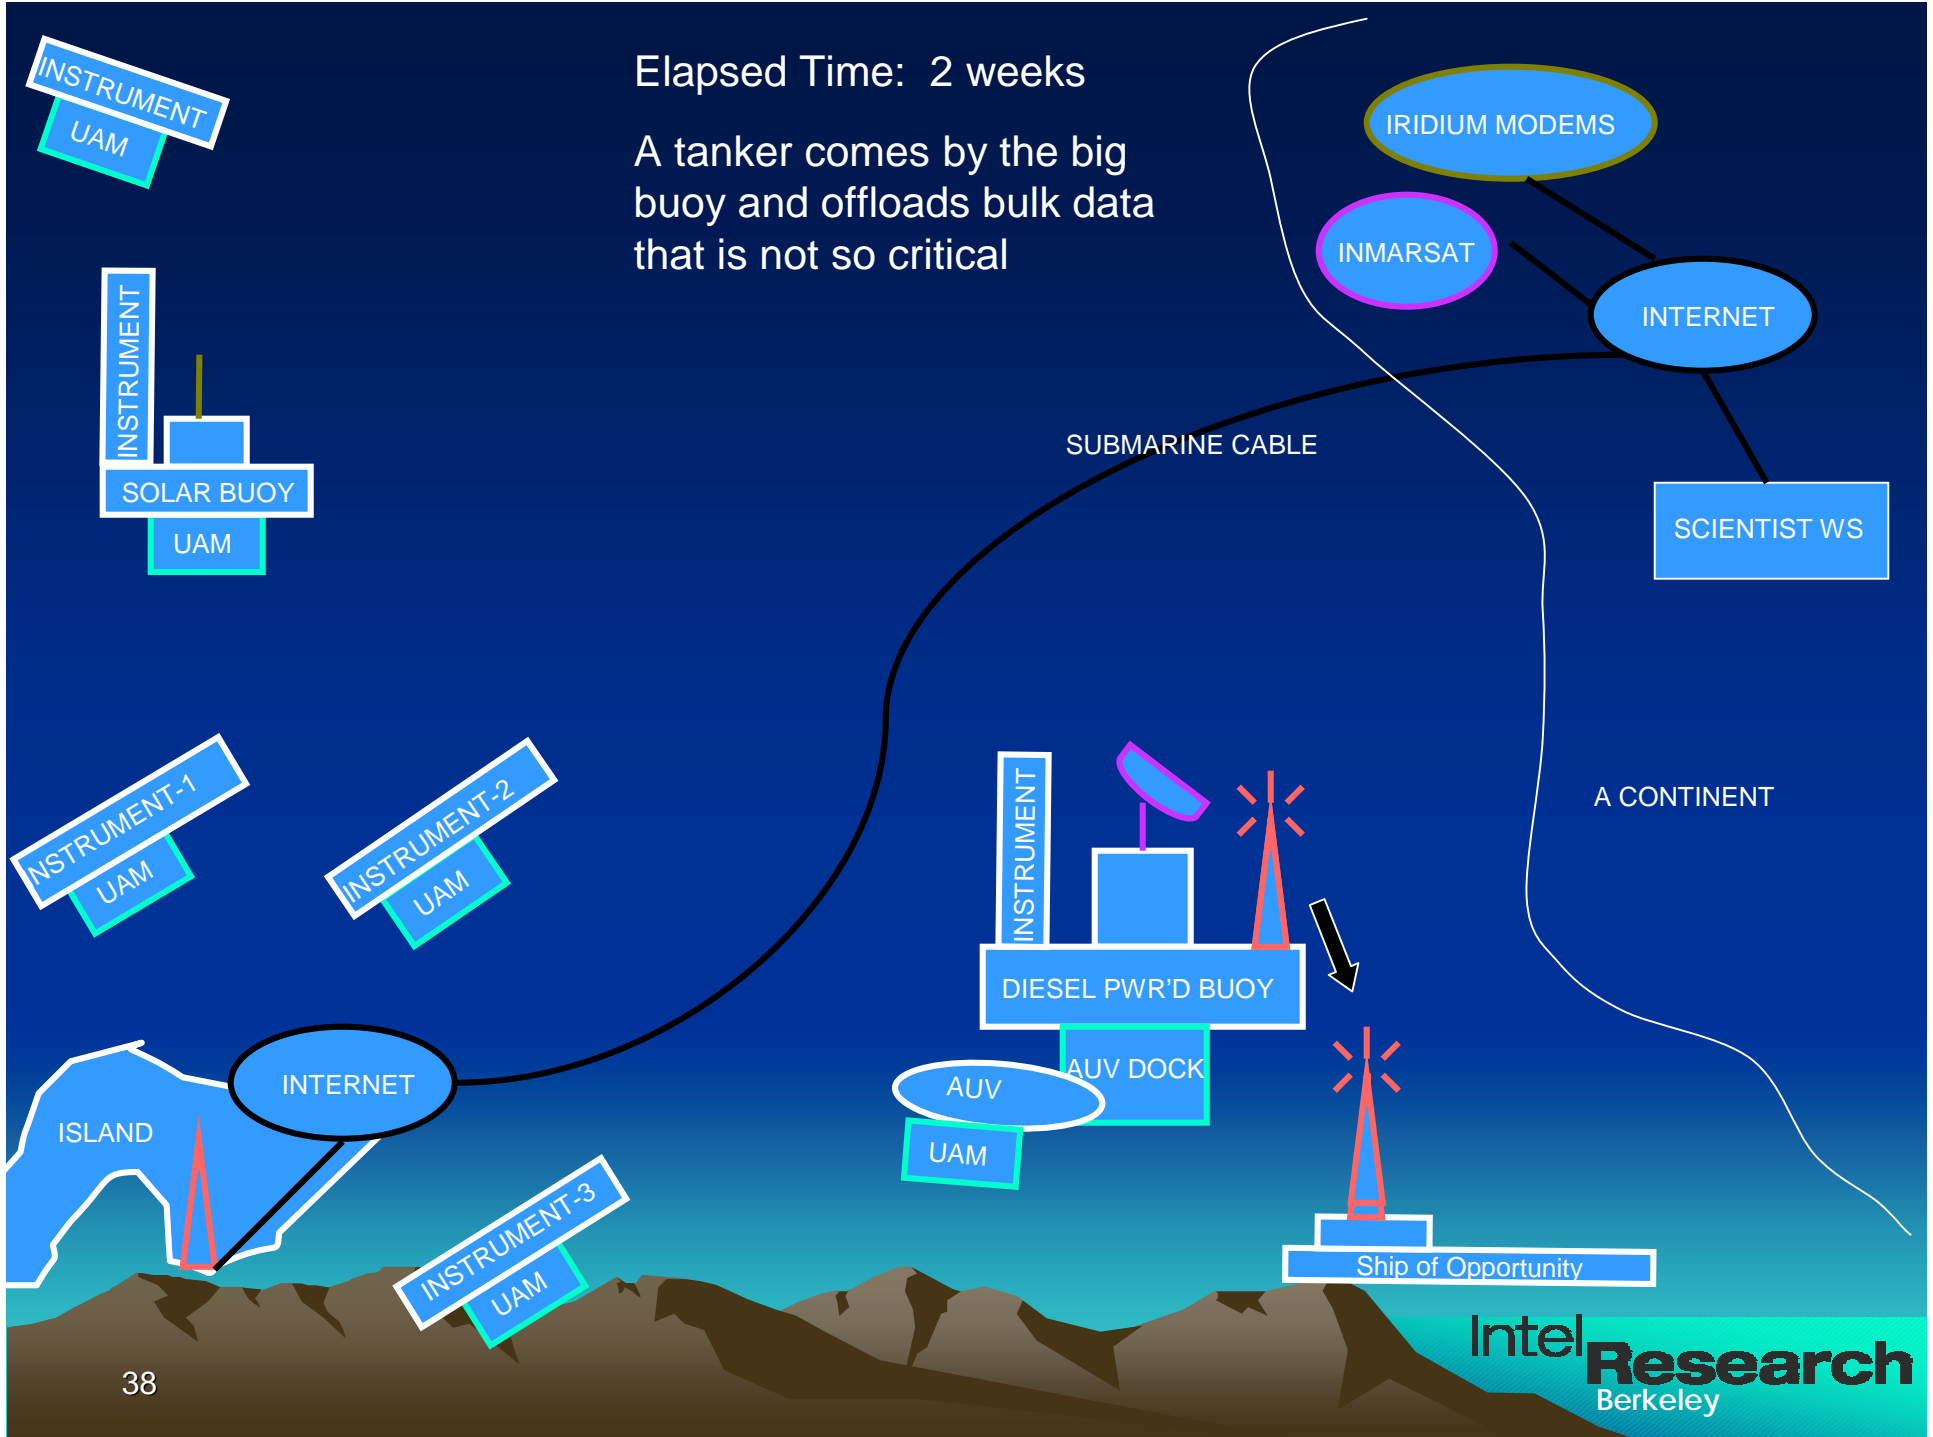 Elapsed Time:  2 weeks
A tanker comes by the big
buoy and offloads bulk data
that is not so critical
INSTRUMENT
UAM
IRIDIUM MODEMS
INMARSAT
INTERNET
INSTRUMENT
SOLAR BUOY
UAM
SUBMARINE CABLE
SCIENTIST WS
NSTRUMENT-1
UAM
INSTRUMENT-2
UAM
INSTRUMENT
A CONTINENT
DIESEL PWR’D BUOY
AUV DOCK
AUV
UAM
INTERNET
ISLAND
INSTRUMENT-3
UAM
Ship of Opportunity
Intel Research
Berkeley
38